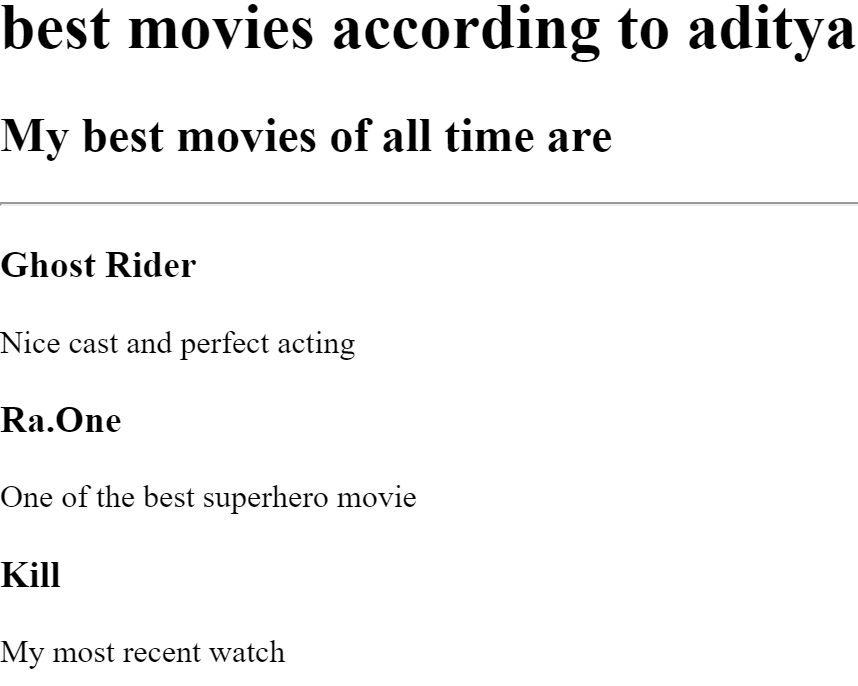 best movies according to aditya
My best movies of all time are
Ghost Rider
Nice cast and perfect acting
Ra.One
One of the best superhero movie
Kill
My most recent watch